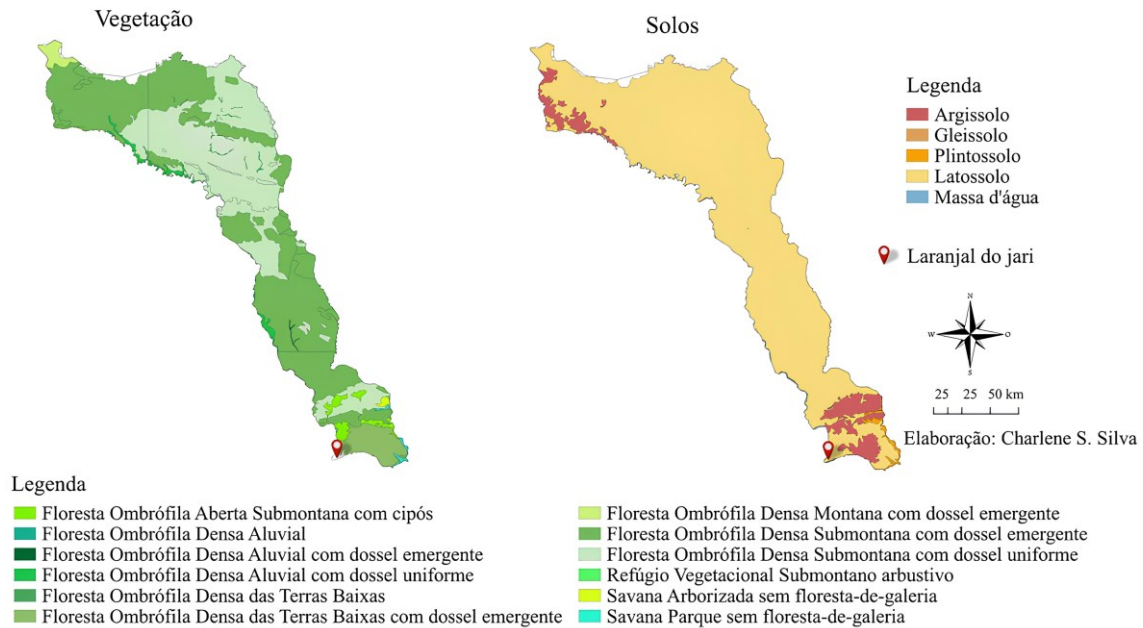 Vegetação
Solos
Legenda
Argissolo
Gleissolo
Plintossolo
Latossolo
Massa d'água
Laranjal do jari
N
W
O
S
25 25 50 km
Elaboração: Charlene S. Silva
Legenda
Floresta Ombrófila Aberta Submontana com cipós
Floresta Ombrófila Densa Aluvial
Floresta Ombrófila Densa Aluvial com dossel emergente
Floresta Ombrófila Densa Aluvial com dossel uniforme
Floresta Ombrófila Densa das Terras Baixas
Floresta Ombrófila Densa das Terras Baixas com dossel emergente
Floresta Ombrófila Densa Montana com dossel emergente
Floresta Ombrófila Densa Submontana com dossel emergente
Floresta Ombrófila Densa Submontana com dossel uniforme
Refúgio Vegetacional Submontano arbustivo
Savana Arborizada sem floresta-de-galeria
Savana Parque sem floresta-de-galeria